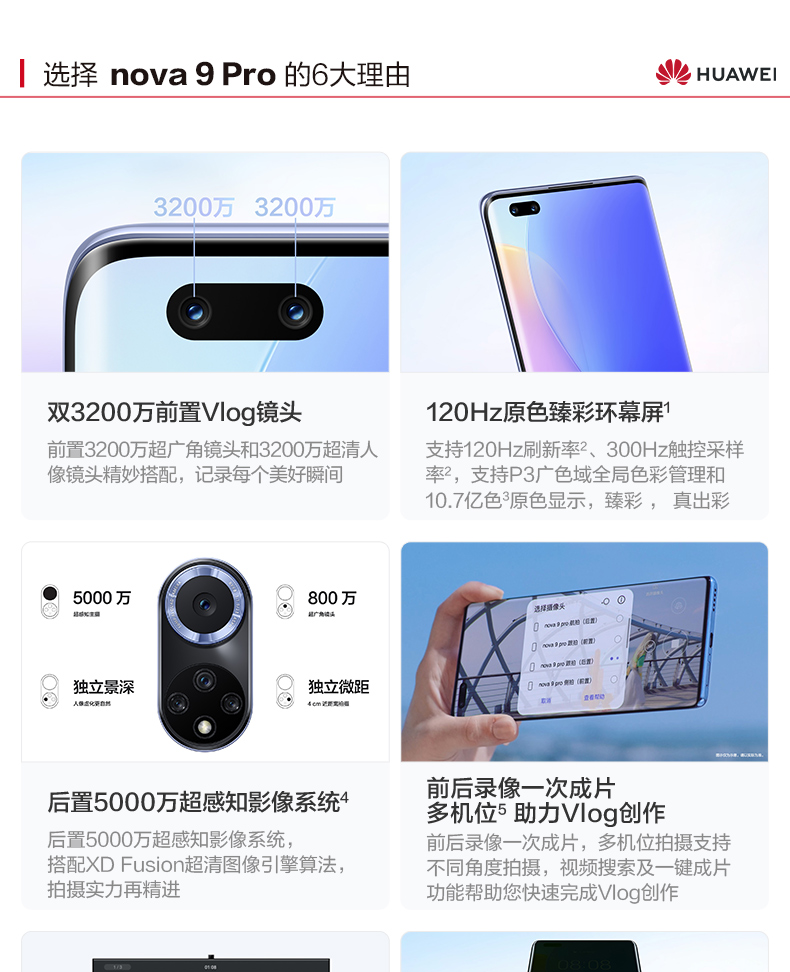 选择 nova 9 Pro 的6大理由
HUAWEI
3200万 3200万
双3200万前置Vlog镜头
前置3200万超广角镜头和3200万超清人
像镜头精妙搭配，记录每个美好瞬间
120Hz原色臻彩环幕屏1
支持120Hz刷新率2、300Hz触控采样
率2，支持P3广色域全局色彩管理和
10.7亿色3原色显示，臻彩 ， 真出彩
5000 万
超感知主摄
800 万
超广角镜头
独立景深
人像虚化更自然
独立微距
4 cm 近距离拍摄
后置5000万超感知影像系统4
后置5000万超感知影像系统，
搭配XD Fusion超清图像引擎算法，
拍摄实力再精进
选择摄像头
nova 9 pro 航拍（后置）
nova 9 pro 跟拍（前置）
nova 9 pro 跟拍（后置）
nova 9 pro 侧拍（前置）
取消 查看帮助
前后录像一次成片
多机位5 助力Vlog创作
前后录像一次成片，多机位拍摄支持
不同角度拍摄，视频搜索及一键成片
功能帮助您快速完成Vlog创作
01:08
08:08